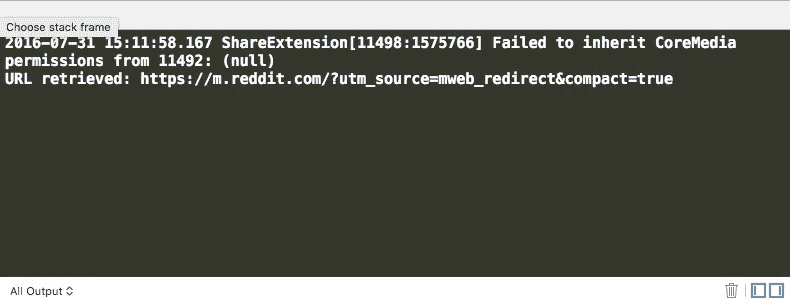 Choose stack frame
2016-07-31 15:11:58.167 ShareExtension[11498:1575766] Failed to inherit CoreMedia
permissions from 11492: (null)
URL retrieved: https://m.reddit.com/?utm_source=mweb_redirect&compact=true
All Output